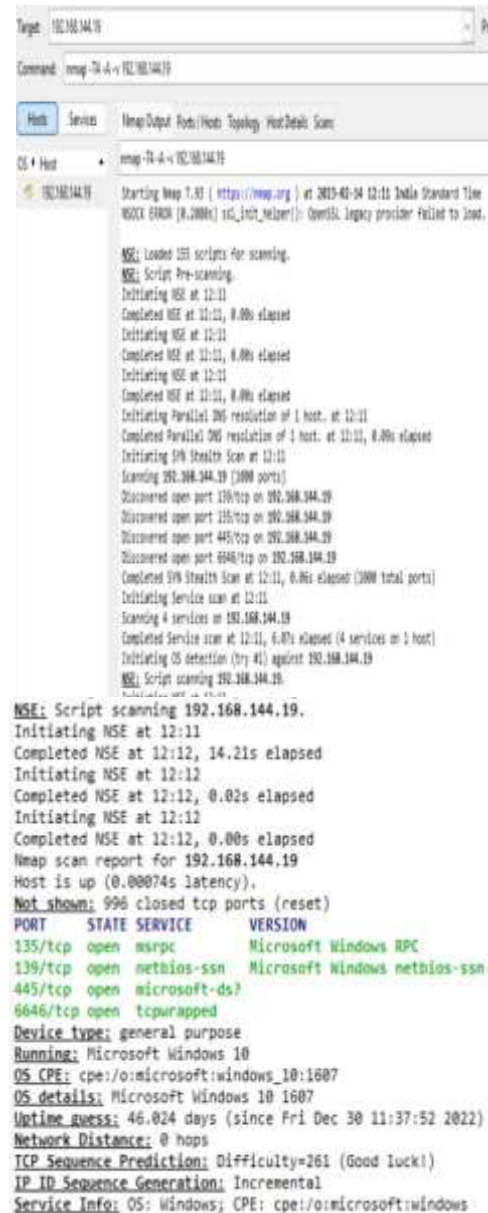 Target: 192.168.144.19
Command: nmap -T4 -A -v 192.168.144.19
Hosts Services Nmap Output Ports / Hosts Topology Host Details Scans
OS Host nmap -T4 -A -v 192.168.144.19
192.168.144.19
Starting Nmap 7.93 ( https://nmap.org ) at 2023-02-14 12:11 India Standard Time
NSOCK ERROR [0.2000s] ssl_init_helper(): OpenSSL legacy provider failed to load.
NSE: Loaded 155 scripts for scanning.
NSE: Script Pre-scanning.
Initiating NSE at 12:11
Completed NSE at 12:11, 0.00s elapsed
Initiating NSE at 12:11
Completed NSE at 12:11, 0.00s elapsed
Initiating NSE at 12:11
Completed NSE at 12:11, 0.00s elapsed
Initiating Parallel DNS resolution of 1 host. at 12:11
Completed Parallel DNS resolution of 1 host. at 12:11, 0.09s elapsed
Initiating SYN Stealth Scan at 12:11
Scanning 192.168.144.19 [1000 ports]
Discovered open port 139/tcp on 192.168.144.19
Discovered open port 135/tcp on 192.168.144.19
Discovered open port 445/tcp on 192.168.144.19
Discovered open port 6646/tcp on 192.168.144.19
Completed SYN Stealth Scan at 12:11, 0.06s elapsed (1000 total ports)
Initiating Service scan at 12:11
Scanning 4 services on 192.168.144.19
Completed Service scan at 12:11, 6.07s elapsed (4 services on 1 host)
Initiating OS detection (try #1) against 192.168.144.19
NSE: Script scanning 192.168.144.19.
NSE: Script scanning 192.168.144.19.
Initiating NSE at 12:11
Completed NSE at 12:12, 14.21s elapsed
Initiating NSE at 12:12
Completed NSE at 12:12, 0.02s elapsed
Initiating NSE at 12:12
Completed NSE at 12:12, 0.00s elapsed
Nmap scan report for 192.168.144.19
Host is up (0.00074s latency).
Not shown: 996 closed tcp ports (reset)
PORT STATE SERVICE VERSION
135/tcp open msrpc Microsoft Windows RPC
139/tcp open netbios-ssn Microsoft Windows netbios-ssn
445/tcp open microsoft-ds?
6646/tcp open tcpwrapped
Device type: general purpose
Running: Microsoft Windows 10
OS CPE: cpe:/o:microsoft:windows_10:1607
OS details: Microsoft Windows 10 1607
Uptime guess: 46.024 days (since Fri Dec 30 11:37:52 2022)
Network Distance: 0 hops
TCP Sequence Prediction: Difficulty=261 (Good luck!)
IP ID Sequence Generation: Incremental
Service Info: OS: Windows; CPE: cpe:/o:microsoft:windows